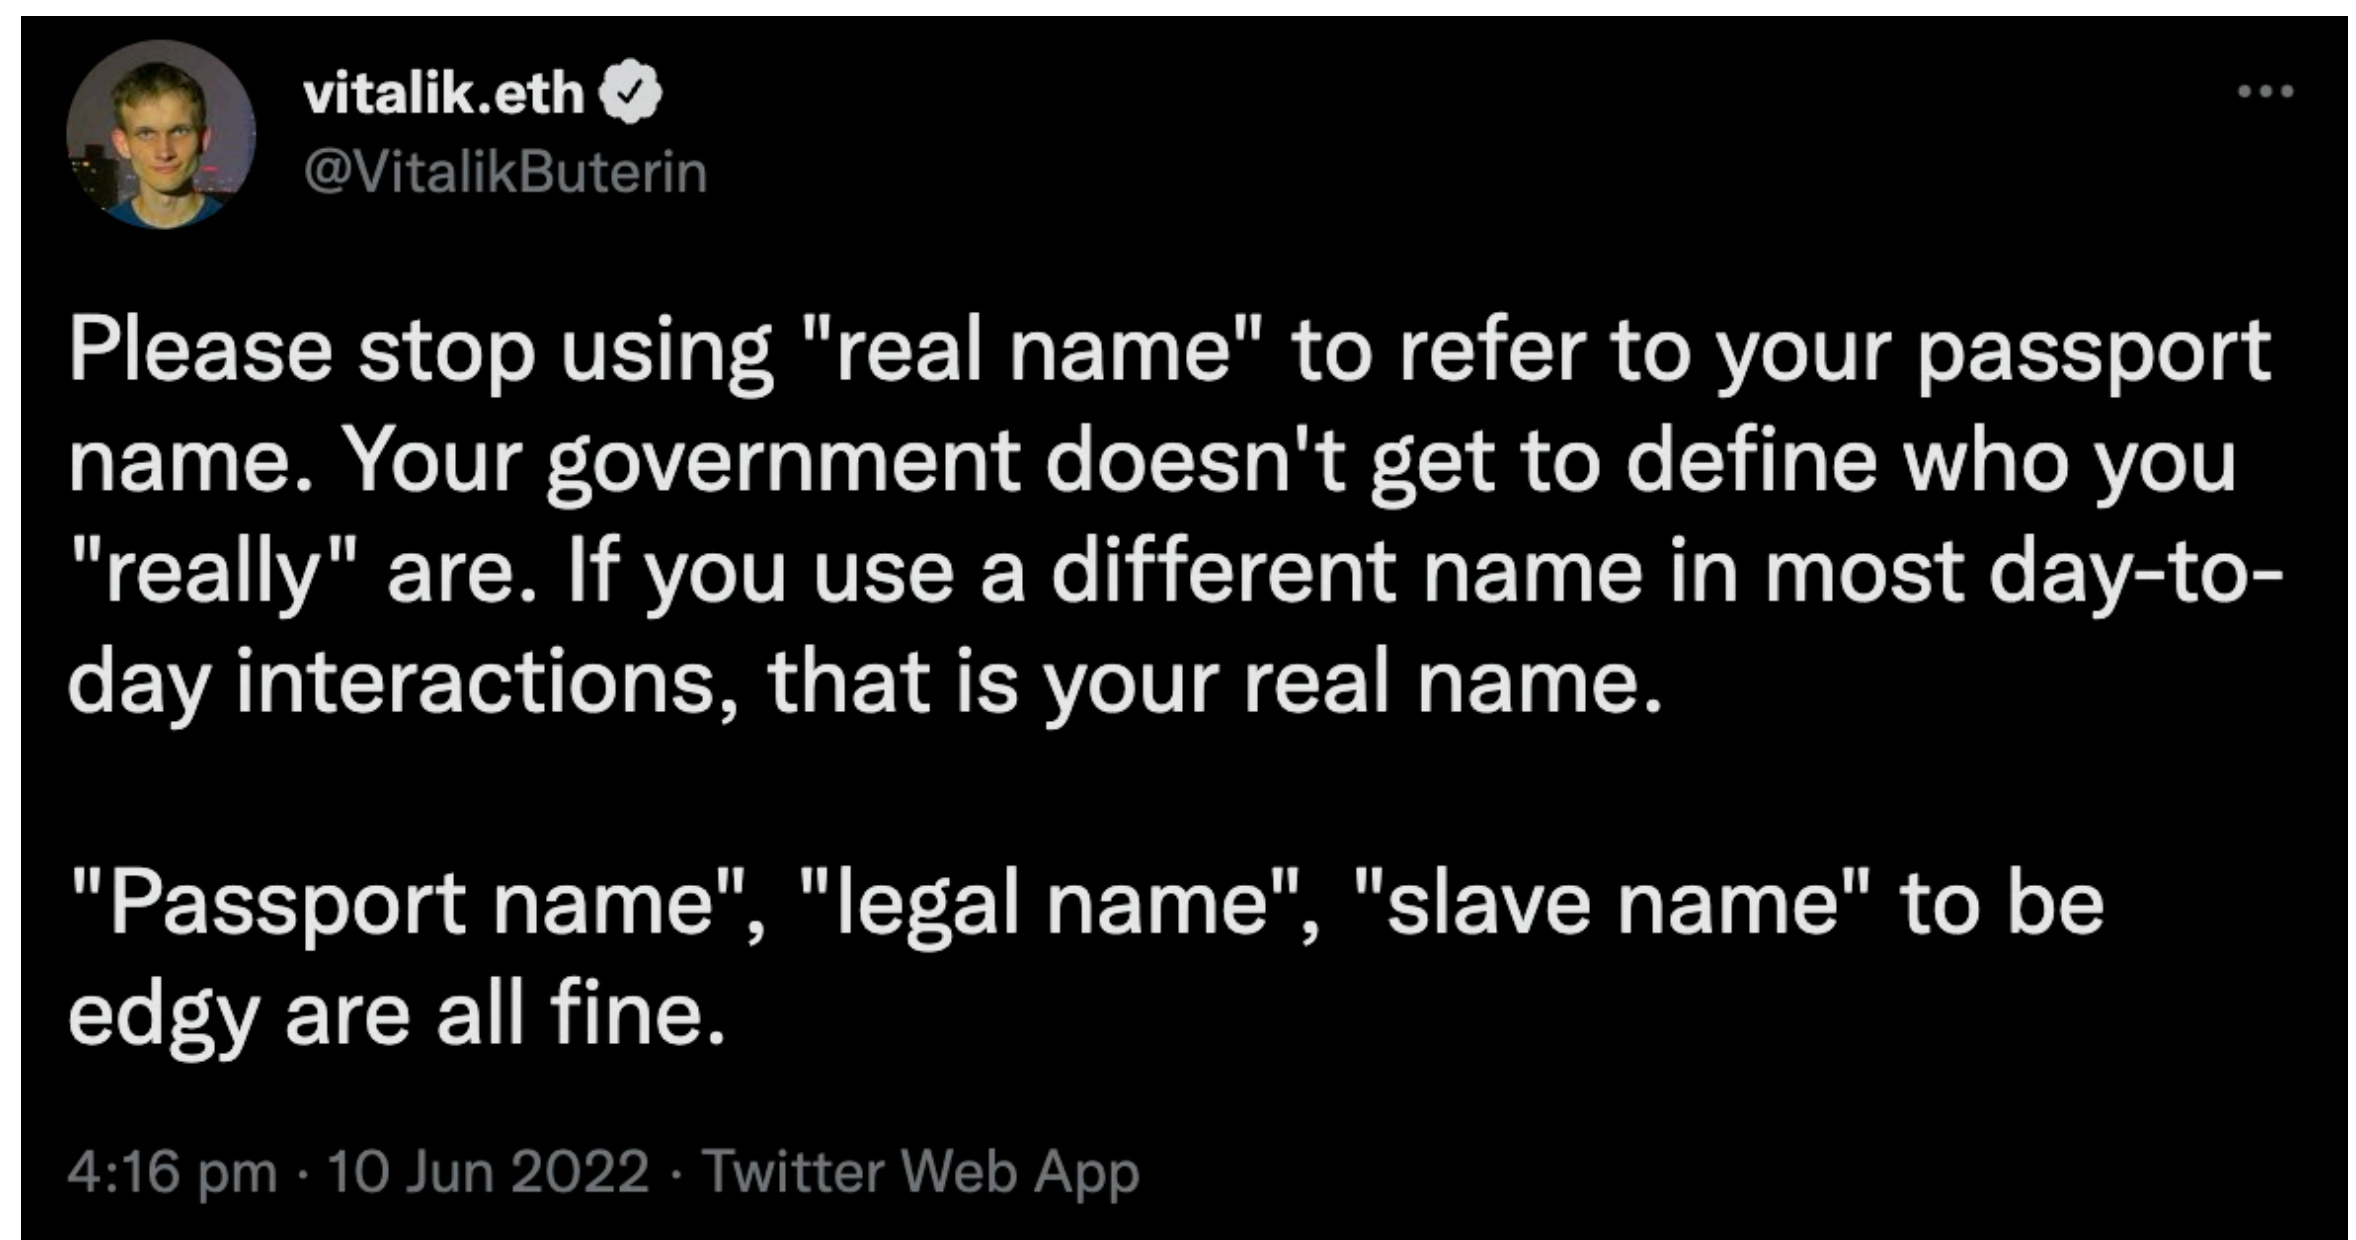 vitalik.eth
@VitalikButerin
Please stop using "real name" to refer to your passport
name. Your government doesn't get to define who you
"really" are. If you use a different name in most day-to-
day interactions, that is your real name.
"Passport name", "legal name", "slave name" to be
edgy are all fine.
4:16 pm · 10 Jun 2022 · Twitter Web App